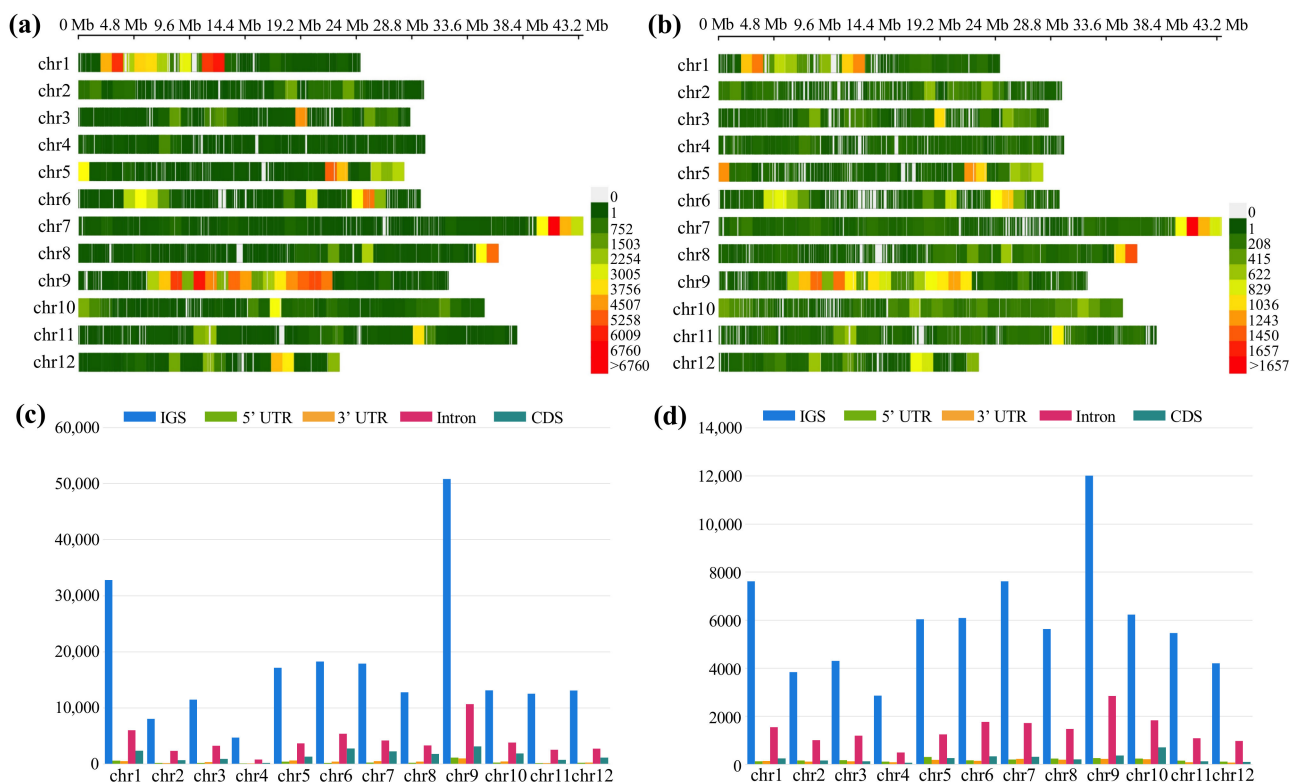 (a)
0 Mb 4.8 Mb 9.6 Mb 14.4 Mb 19.2 Mb 24 Mb 28.8 Mb 33.6 Mb 38.4 Mb 43.2 Mb
chr1
chr2
chr3
chr4
chr5
chr6
chr7
chr8
chr9
chr10
chr11
chr12
0
1
752
1503
2254
3005
3756
4507
5258
6009
6760
>6760
(b)
0 Mb 4.8 Mb 9.6 Mb 14.4 Mb 19.2 Mb 24 Mb 28.8 Mb 33.6 Mb 38.4 Mb 43.2 Mb
chr1
chr2
chr3
chr4
chr5
chr6
chr7
chr8
chr9
chr10
chr11
chr12
0
1
208
415
622
829
1036
1243
1450
1657
>1657
(c)
IGS 5’ UTR 3’ UTR Intron CDS
60,000
50,000
40,000
30,000
20,000
10,000
0
chr1 chr2 chr3 chr4 chr5 chr6 chr7 chr8 chr9 chr10 chr11 chr12
(d)
IGS 5’ UTR 3’ UTR Intron CDS
14,000
12,000
10,000
8000
6000
4000
2000
0
chr1 chr2 chr3 chr4 chr5 chr6 chr7 chr8 chr9 chr10 chr11 chr12